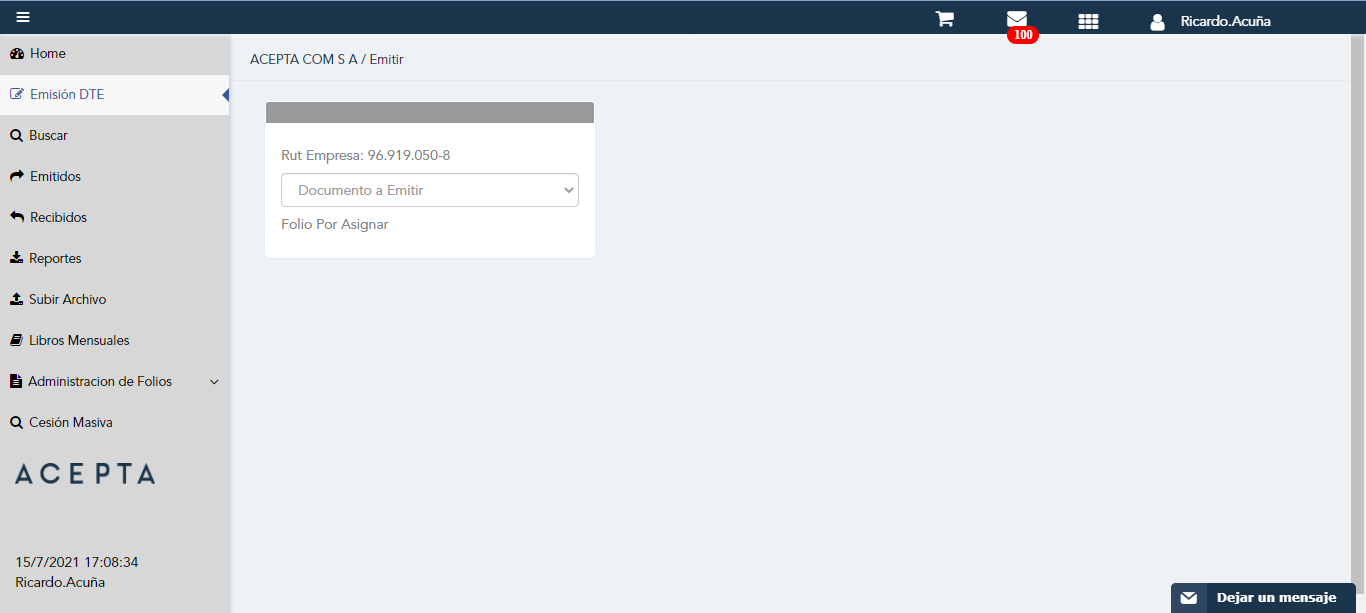 Ricardo.Acuña
100
Home
ACEPTA COM S A / Emitir
Emisión DTE
Buscar
Emitidos
Recibidos
Reportes
Subir Archivo
Libros Mensuales
Administracion de Folios
Cesión Masiva
Rut Empresa: 96.919.050-8
Documento a Emitir
Folio Por Asignar
ACEPTA
15/7/2021 17:08:34
Ricardo.Acuña
Dejar un mensaje